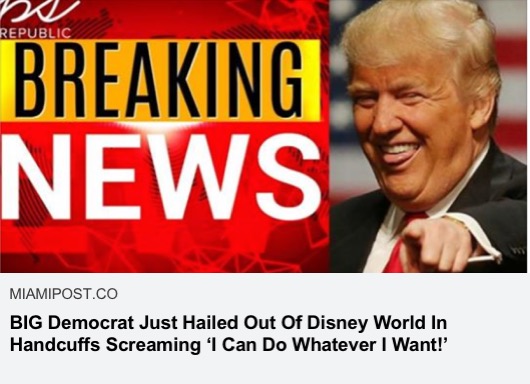 REPUBLIC
BREAKING
NEWS
MIAMIPOST.CO
BIG Democrat Just Hailed Out Of Disney World In
Handcuffs Screaming ‘I Can Do Whatever I Want!’